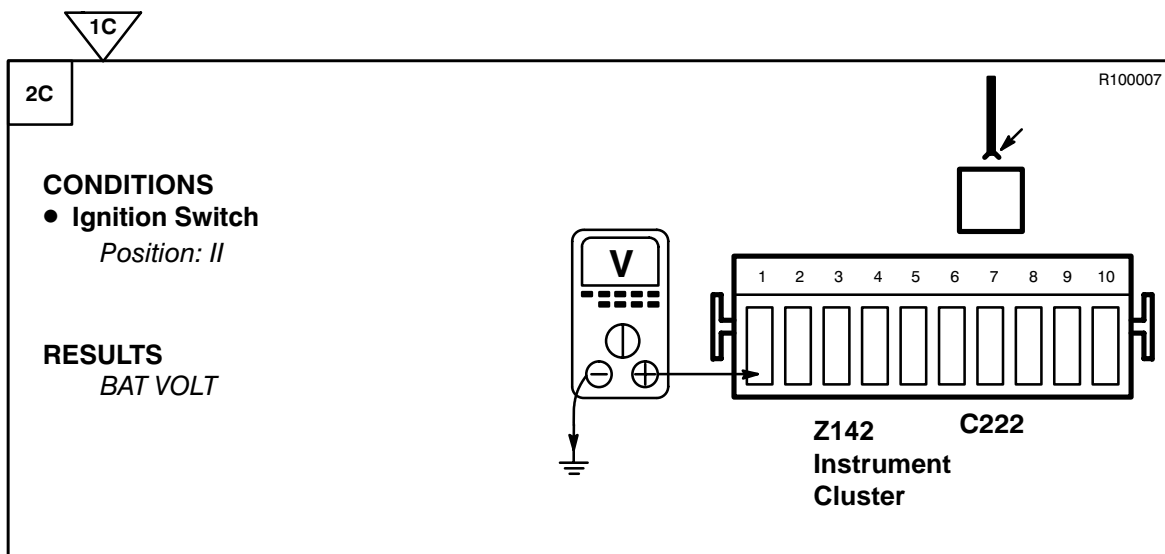 1C
2C
R100007
CONDITIONS
● Ignition Switch
Position: II
RESULTS
BAT VOLT
V
1 2 3 4 5 6 7 8 9 10
Z142
Instrument
Cluster
C222